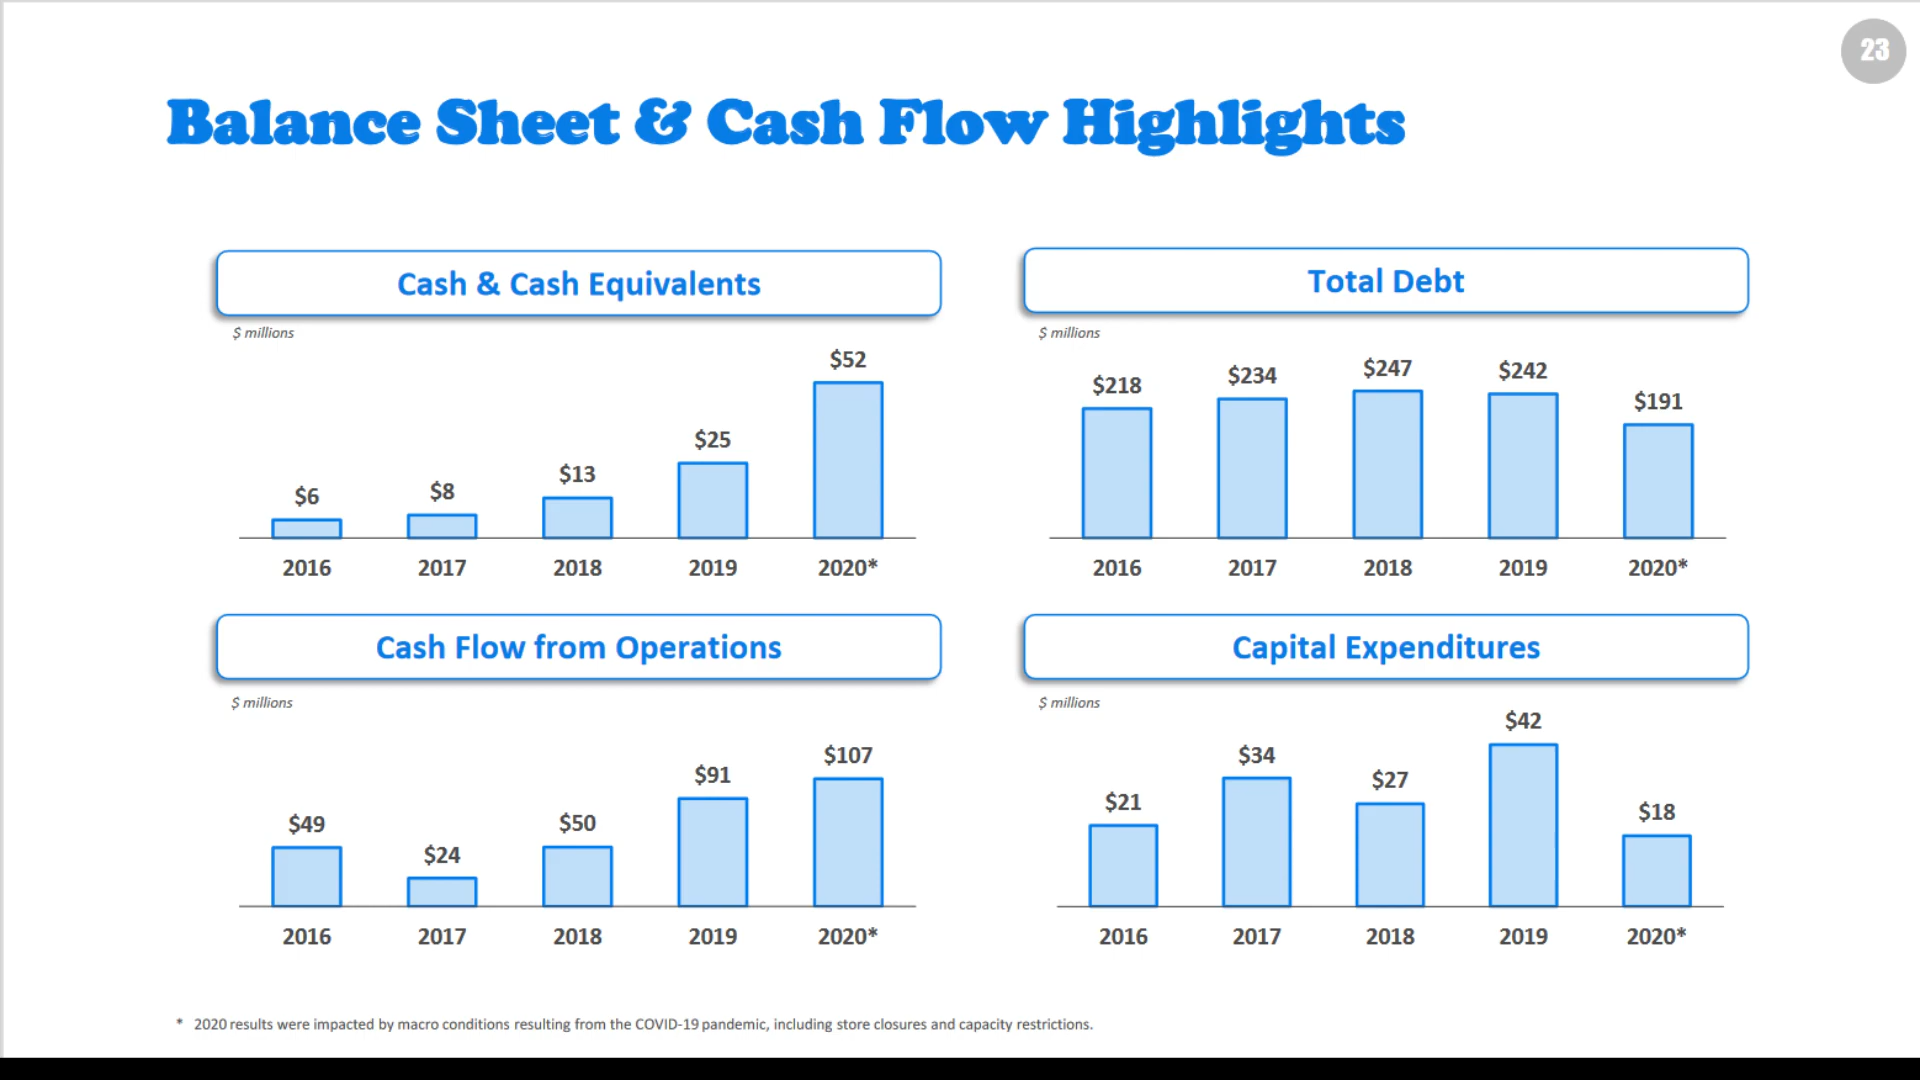 23
Balance Sheet & Cash Flow Highlights
Cash & Cash Equivalents
$ millions
$6 $8 $13 $25 $52
2016 2017 2018 2019 2020*
Total Debt
$ millions
$218 $234 $247 $242 $191
2016 2017 2018 2019 2020*
Cash Flow from Operations
$ millions
$49 $24 $50 $91 $107
2016 2017 2018 2019 2020*
Capital Expenditures
$ millions
$21 $34 $27 $42 $18
2016 2017 2018 2019 2020*
* 2020 results were impacted by macro conditions resulting from the COVID-19 pandemic, including store closures and capacity restrictions.